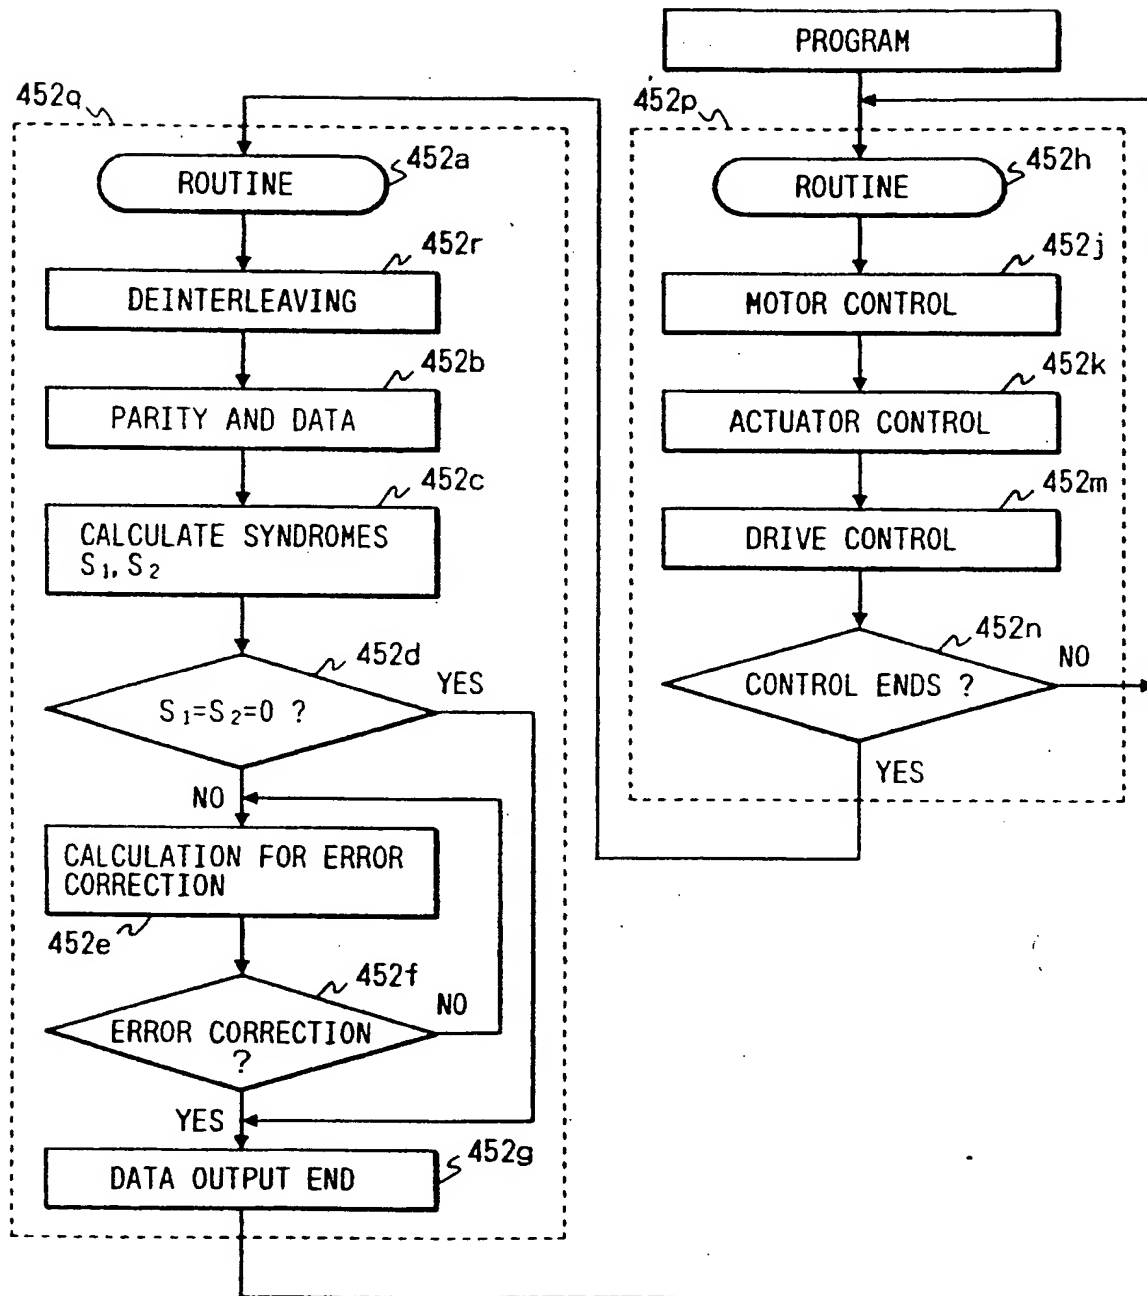 PROGRAM
452q
452p
ROUTINE
452a
ROUTINE
452h
452r
DEINTERLEAVING
452j
MOTOR CONTROL
452b
PARITY AND DATA
452k
ACTUATOR CONTROL
452c
CALCULATE SYNDROMES
S1, S2
452m
DRIVE CONTROL
452d
S1=S2=0 ?
YES
NO
452n
CONTROL ENDS ?
NO
YES
CALCULATION FOR ERROR
CORRECTION
452e
452f
ERROR CORRECTION
?
NO
YES
DATA OUTPUT END
452g